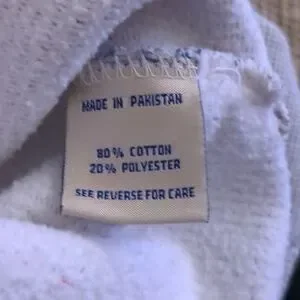 MADE IN PAKISTAN
80% COTTON
20% POLYESTER
SEE REVERSE FOR CARE